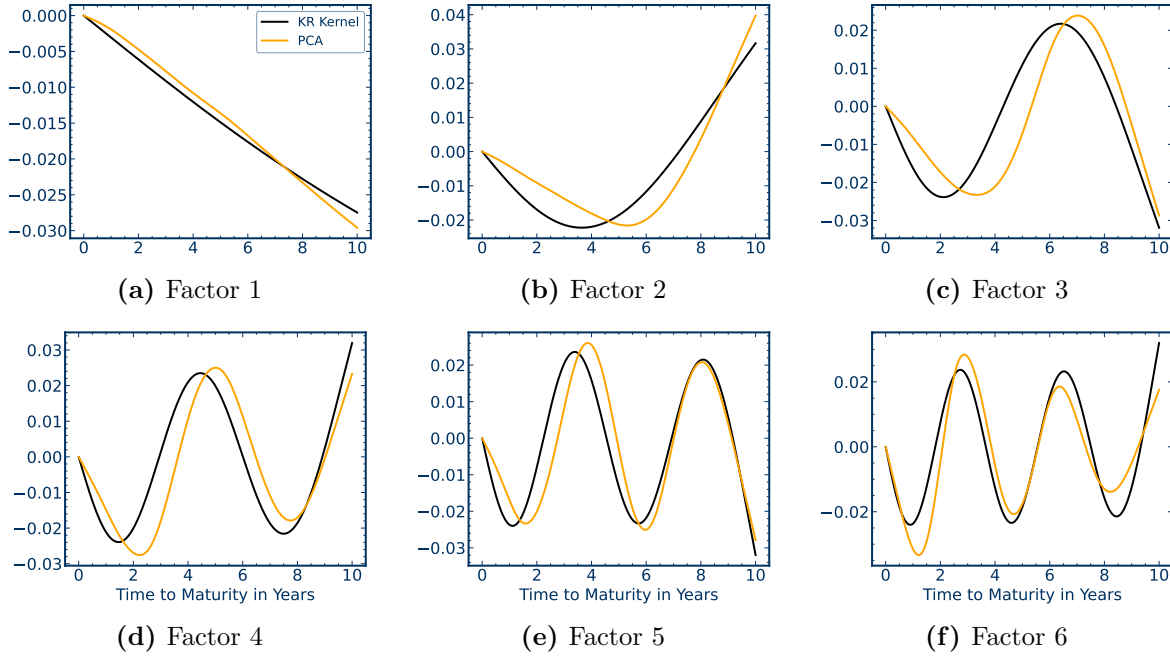 0.000
−0.005
−0.010
−0.015
−0.020
−0.025
−0.030
0 2 4 6 8 10
KR Kernel
PCA
(a) Factor 1
0.04
0.03
0.02
0.01
0.00
−0.01
−0.02
0 2 4 6 8 10
(b) Factor 2
0.02
0.01
0.00
−0.01
−0.02
−0.03
0 2 4 6 8 10
(c) Factor 3
0.03
0.02
0.01
0.00
−0.01
−0.02
−0.03
0 2 4 6 8 10
Time to Maturity in Years
(d) Factor 4
0.02
0.01
0.00
−0.01
−0.02
−0.03
0 2 4 6 8 10
Time to Maturity in Years
(e) Factor 5
0.02
0.00
−0.02
0 2 4 6 8 10
Time to Maturity in Years
(f) Factor 6